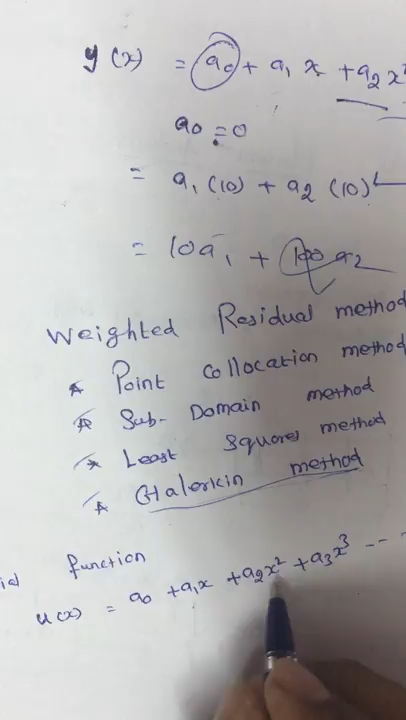 y(x) = a₀ + a₁ x + a₂ x²
a₀ = 0
= a₁ (10) + a₂ (10)²
= 10a₁ + 100 a₂
Weighted Residual method
* Point Collocation method
* Sub-Domain method
* Least Squares method
* Galerkin method
ial function
u(x) = a₀ + a₁x + a₂x² + a₃x³ ---